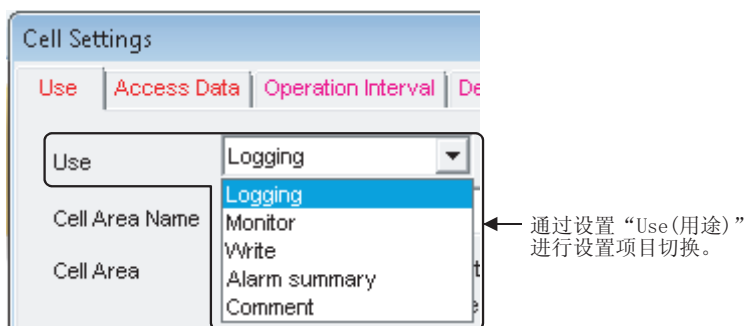 Cell Settings
Use Access Data Operation Interval
Use Logging
Logging
Cell Area Name Monitor
Write
Cell Area Alarm summary
Comment
通过设置“Use(用途)”
进行设置项目切换。